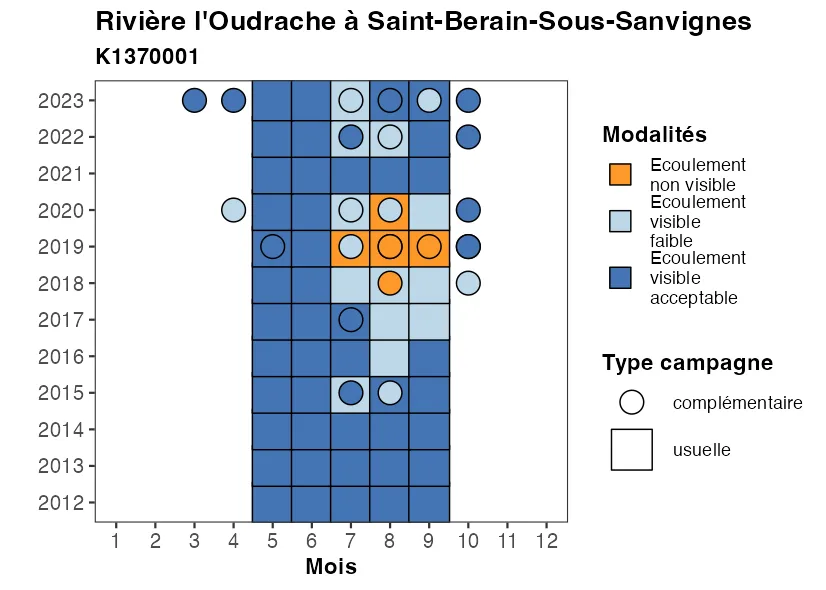 Rivière l'Oudrache à Saint-Berain-Sous-Sanvignes
K1370001
2023
2022
2021
2020
2019
2018
2017
2016
2015
2014
2013
2012
1 2 3 4 5 6 7 8 9 10 11 12
Mois
Modalités
Ecoulement
non visible
Ecoulement
visible
faible
Ecoulement
visible
acceptable
Type campagne
complémentaire
usuelle